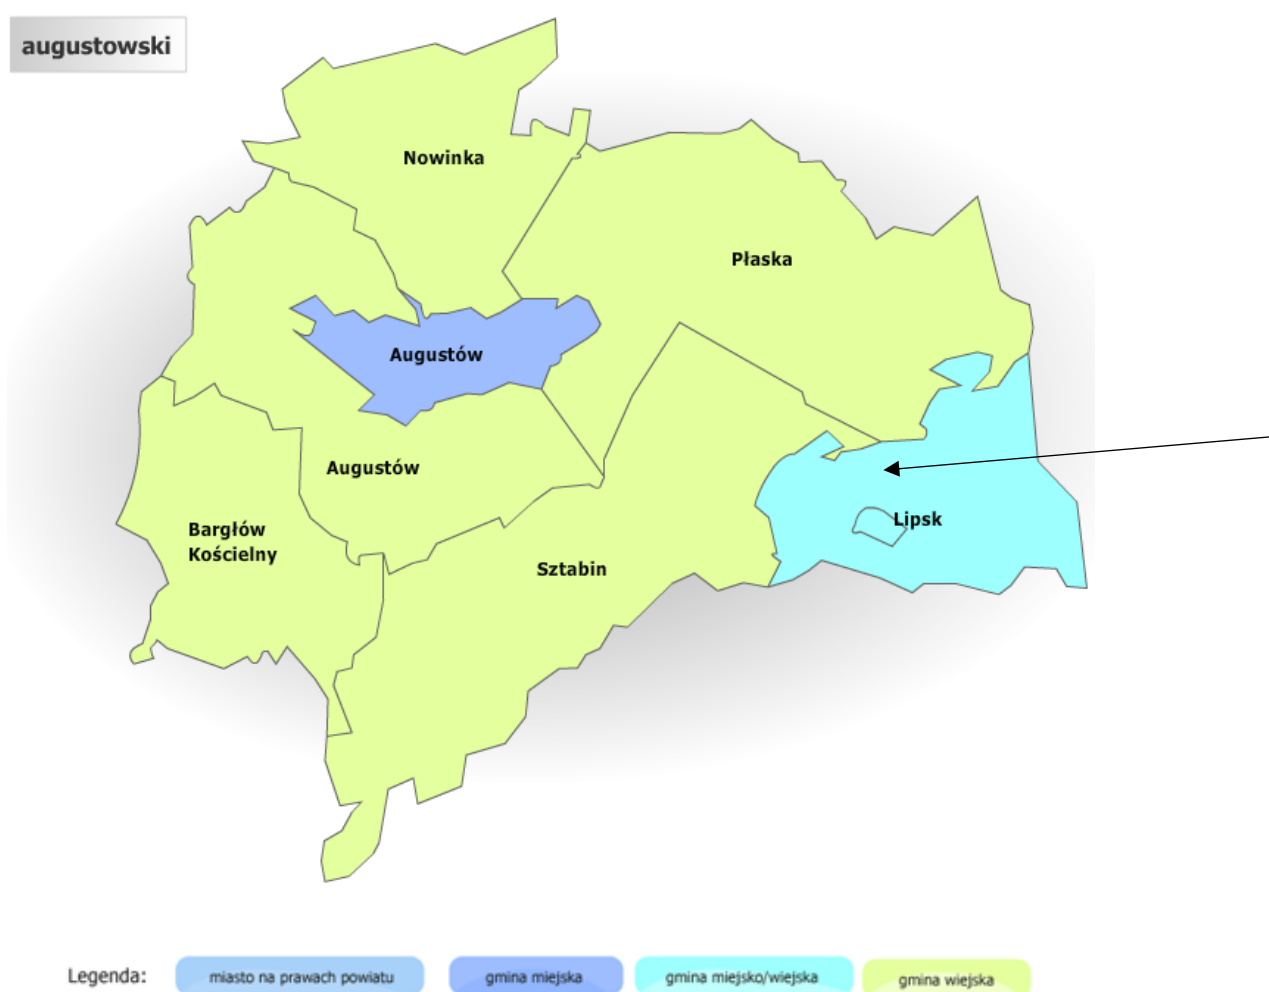 augustowski
Nowinka
Płaska
Augustów
Augustów
Lipsk
Bargłów
Kościelny
Sztabin
Legenda:
miasto na prawach powiatu
gmina miejska
gmina miejsko/wiejska
gmina wiejska